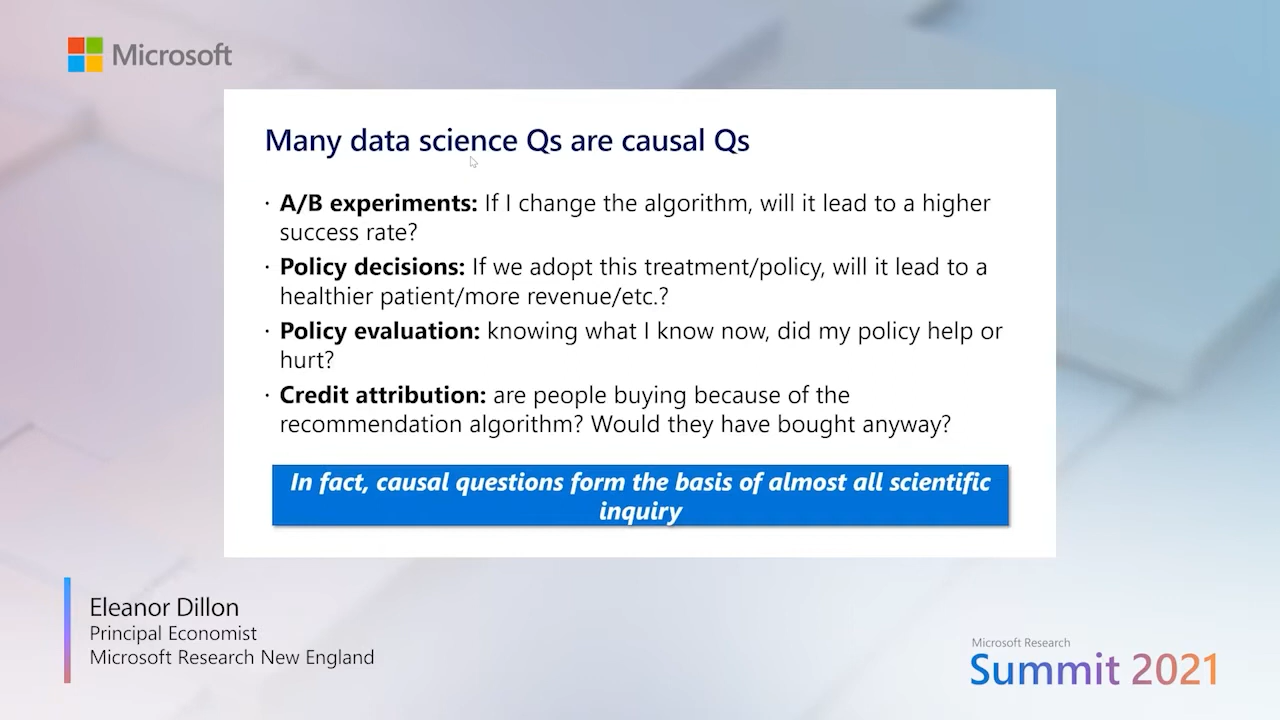 Microsoft
Many data science Qs are causal Qs
· A/B experiments: If I change the algorithm, will it lead to a higher
success rate?
· Policy decisions: If we adopt this treatment/policy, will it lead to a
healthier patient/more revenue/etc.?
· Policy evaluation: knowing what I know now, did my policy help or
hurt?
· Credit attribution: are people buying because of the
recommendation algorithm? Would they have bought anyway?
In fact, causal questions form the basis of almost all scientific
inquiry
Eleanor Dillon
Principal Economist
Microsoft Research New England
Microsoft Research
Summit 2021